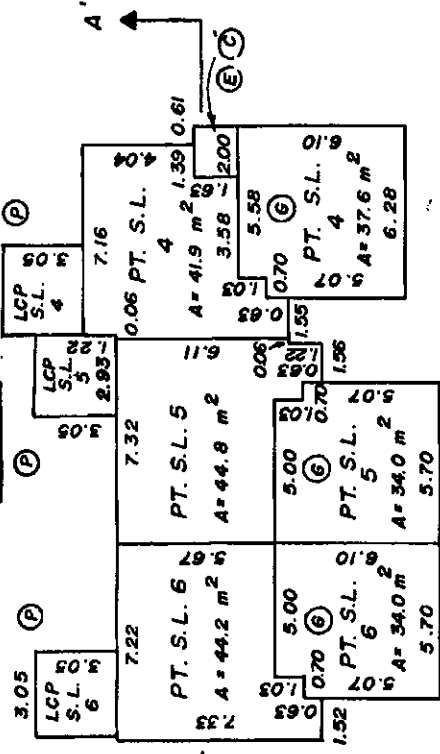 A'
E C
0.61
P
3.05
LCP
S.L.
4
7.16
4.04
1.39
2.00
1.63
0.06 PT. S.L.
4
A = 41.9 m²
3.58
5.58
G
0.70
1.03
0.63
1.55
PT. S.L.
4
A = 37.6 m²
6.10
5.07
6.28
P
3.05
LCP
S.L.
5
1.22
2.93
7.32
6.11
PT. S.L. 5
A = 44.8 m²
0.06
1.22
0.63
1.56
0.70
1.03
5.00
G
5.07
PT. S.L.
5
A = 34.0 m²
5.70
P
3.05
3.05
LCP
S.L.
6
7.22
5.67
PT. S.L. 6
A = 44.2 m²
7.33
0.63
1.03
1.52
0.70
5.00
G
6.10
5.07
PT. S.L.
6
A = 34.0 m²
5.70